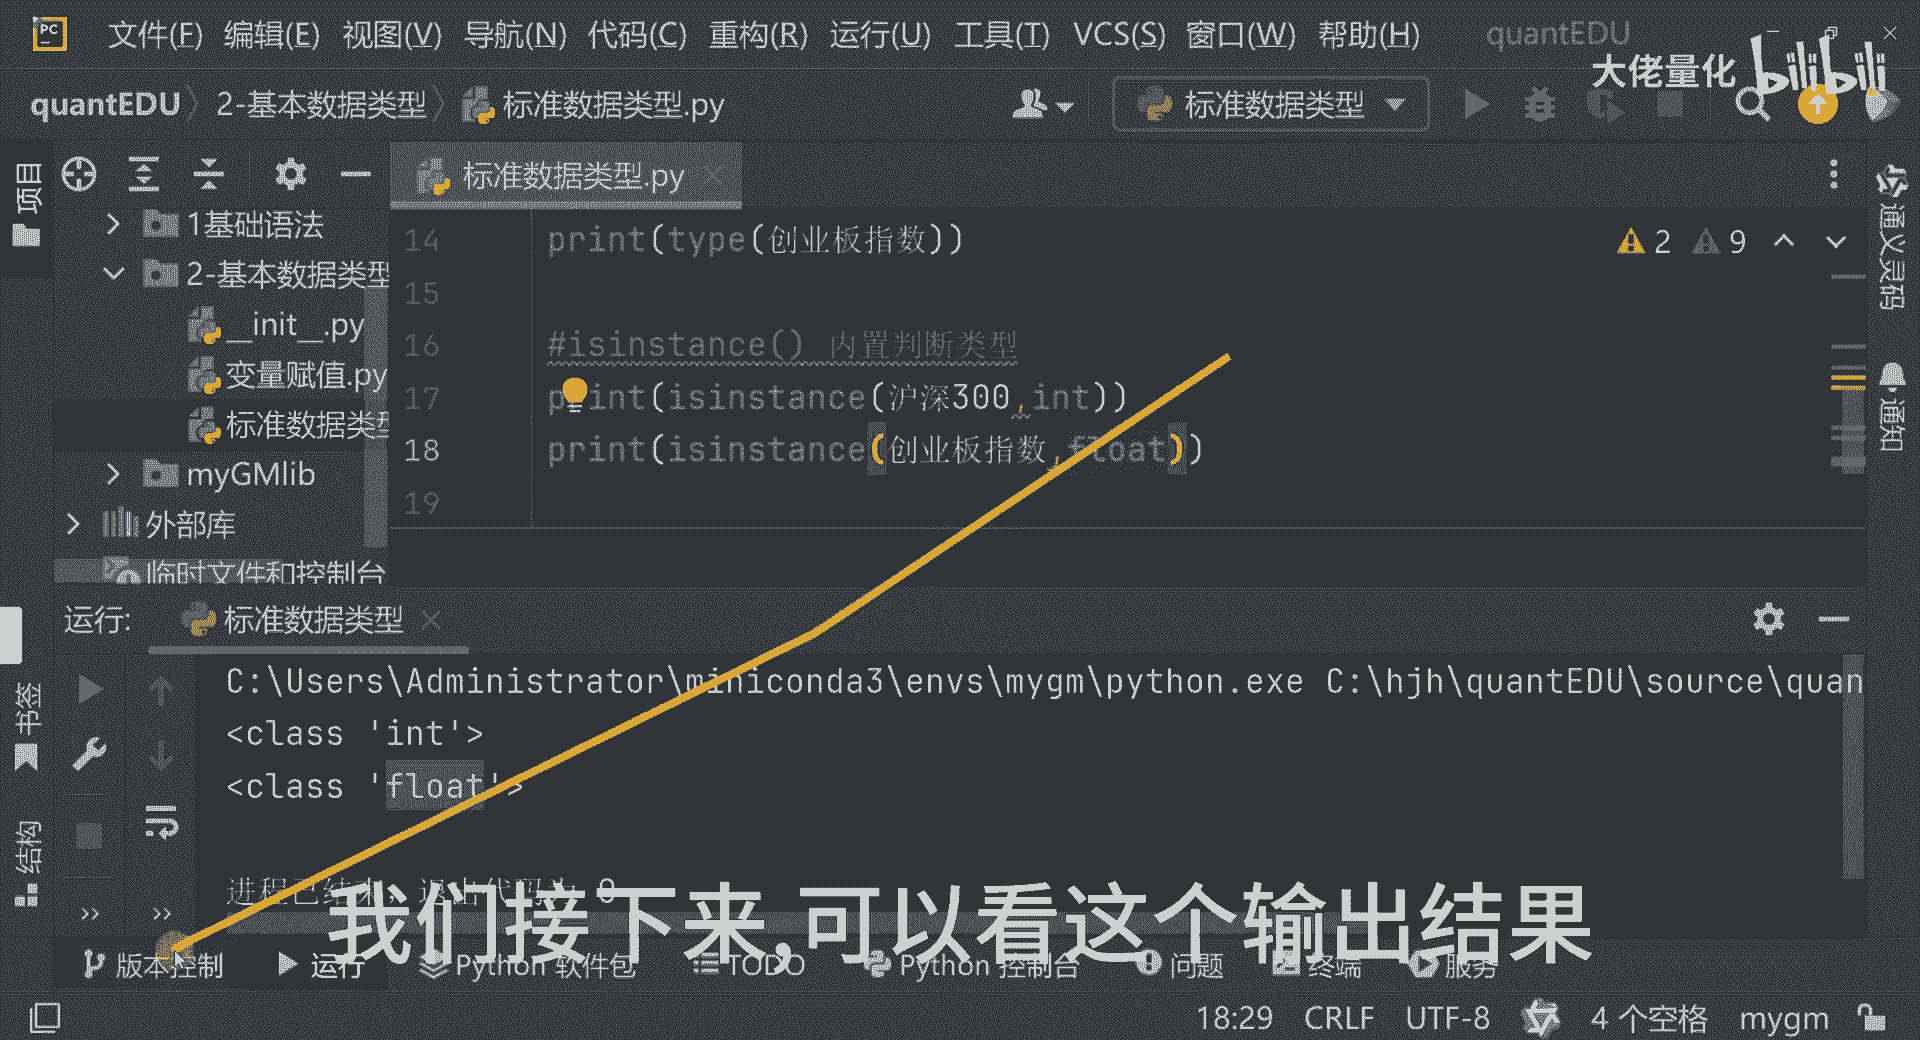 文件(F) 编辑(E) 视图(V) 导航(N) 代码(C) 重构(R) 运行(U) 工具(T) VCS(S) 窗口(W) 帮助(H) quantEDU
大佬量化 bilibili
quantEDU 2-基本数据类型 标准数据类型.py 标准数据类型
项目
标准数据类型.py
通义灵码
通知
1基础语法
2-基本数据类型
__init__.py
变量赋值.py
标准数据类型
myGMlib
外部库
临时文件和控制台
2 9
14 print(type(创业板指数))
15
16 #isinstance() 内置判断类型
17 print(isinstance(沪深300,int))
18 print(isinstance(创业板指数,float))
19
运行: 标准数据类型
书签
结构
C:\Users\Administrator\miniconda3\envs\mygm\python.exe C:\hjh\quantEDU\source\quan
<class 'int'>
<class 'float'>
进程已结束,退出代码为 0
我们接下来,可以看这个输出结果
版本控制 运行 Python 软件包 TODO Python 控制台 问题 终端 服务
18:29 CRLF UTF-8 4 个空格 mygm